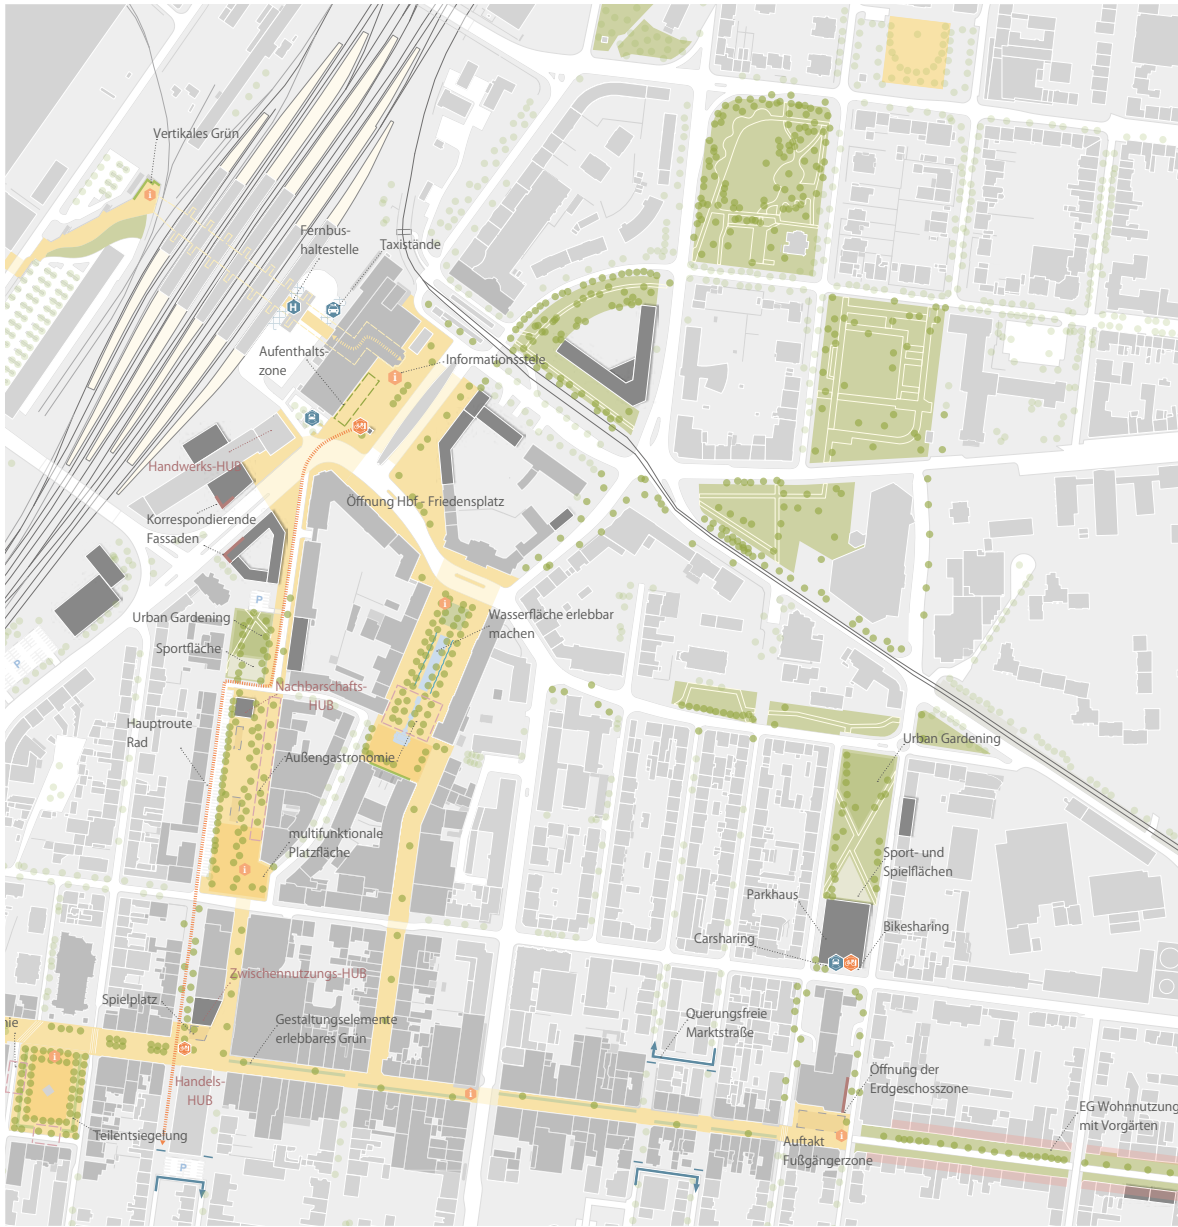 Vertikales Grün
Fernbus-
haltestelle
Taxistände
H
Aufenthalts-
zone
Informationsstele
i
i
Handwerks-HUB
Öffnung Hbf - Friedensplatz
Korrespondierende
Fassaden
P
Urban Gardening
Sportfläche
i
Wasserfläche erlebbar
machen
P
Nachbarschafts-
HUB
Hauptroute
Rad
Außengastronomie
Urban Gardening
multifunktionale
Platzfläche
i
Sport- und
Spielflächen
Parkhaus
Carsharing
Bikesharing
Zwischennutzungs-HUB
Spielplatz
Gestaltungselemente
erlebbares Grün
Querungsfreie
Marktstraße
nie
i
Handels-
HUB
i
Öffnung der
Erdgeschosszone
EG Wohnnutzung
mit Vorgärten
Teilentsiegelung
i
Auftakt
Fußgängerzone
P